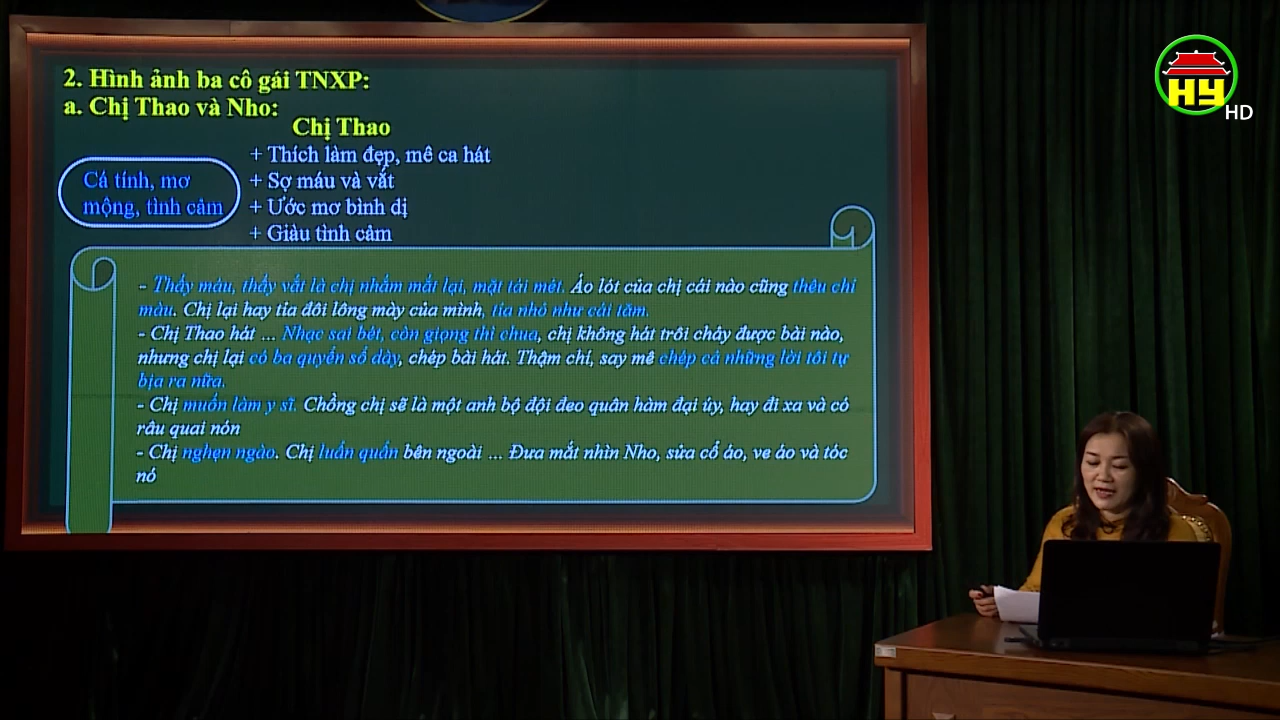 2. Hình ảnh ba cô gái TNXP:
a. Chị Thao và Nho:
Chị Thao
+ Thích làm đẹp, mê ca hát
Cá tính, mơ
mộng, tình cảm
+ Sợ máu và vắt
+ Ước mơ bình dị
+ Giàu tình cảm
- Thấy máu, thấy vắt là chị nhắm mắt lại, mặt tái mét. Áo lót của chị cái nào cũng thêu chỉ
màu. Chị lại hay tỉa đôi lông mày của mình, tỉa nhỏ như cái tăm.
- Chị Thao hát ... Nhạc sai bét, còn giọng thì chua, chị không hát trôi chảy được bài nào,
nhưng chị lại có ba quyển sổ dày, chép bài hát. Thậm chí, say mê chép cả những lời tôi tự
bịa ra nữa.
- Chị muốn làm y sĩ. Chồng chị sẽ là một anh bộ đội đeo quân hàm đại úy, hay đi xa và có
râu quai nón
- Chị nghẹn ngào. Chị luẩn quẩn bên ngoài ... Đưa mắt nhìn Nho, sửa cổ áo, ve áo và tóc
nó
HY
HD